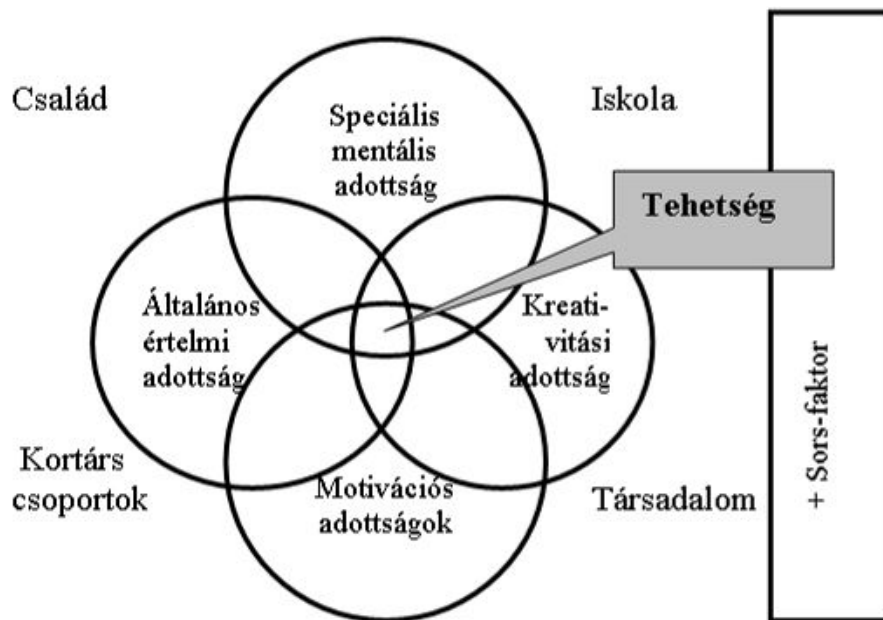 Család
Iskola
Speciális
mentális
adottság
Tehetség
Általános
értelmi
adottság
Kreati-
vitási
adottság
Kortárs
csoportok
Motivációs
adottságok
Társadalom
+ Sors-faktor